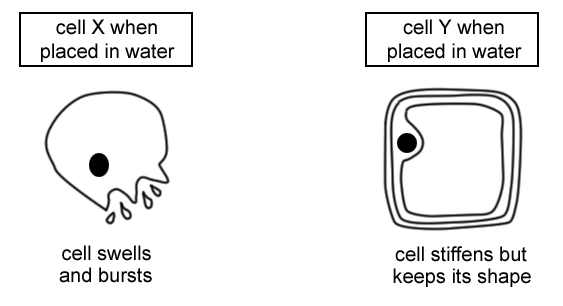 cell X when
placed in water
cell Y when
placed in water
cell swells
and bursts
cell stiffens but
keeps its shape